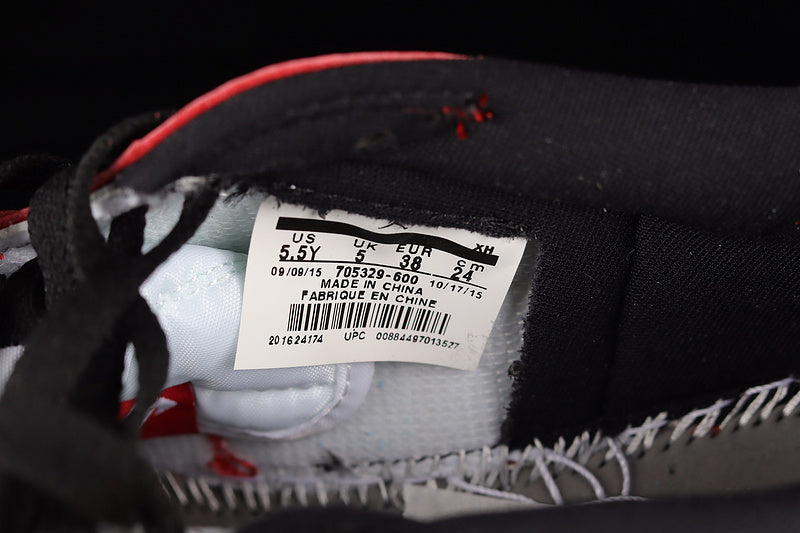 XH
US UK EUR cm
5.5Y 5 38 24
09/09/15 705329-600 10/17/15
MADE IN CHINA
FABRIQUE EN CHINE
201624174 UPC 00884497013527